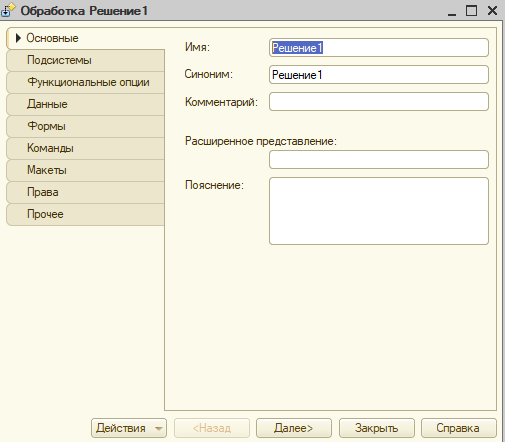 Обработка Решение1
Основные
Подсистемы
Функциональные опции
Данные
Формы
Команды
Макеты
Права
Прочее
Имя: Решение1
Синоним: Решение1
Комментарий:
Расширенное представление:
Пояснение:
Действия <Назад Далее> Закрыть Справка